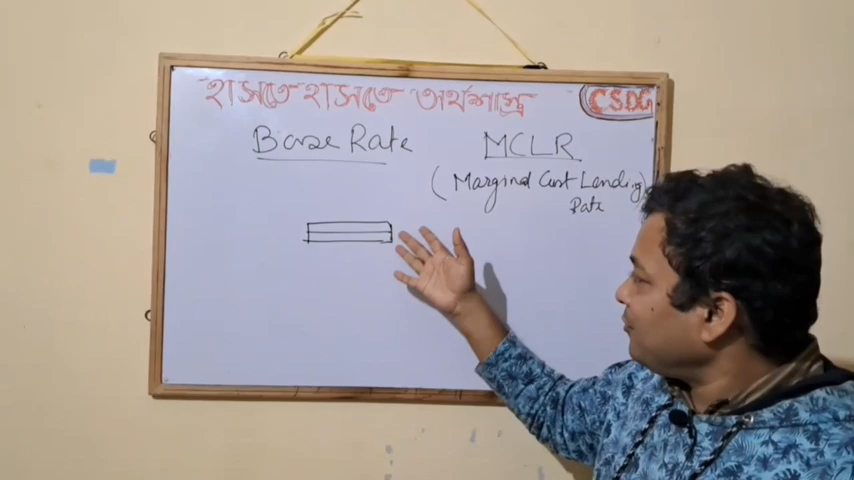 হাসতে হাসতে অর্থশাস্ত্র
CSDG
Base Rate
MCLR
(Marginal Cost Lending
Rate)